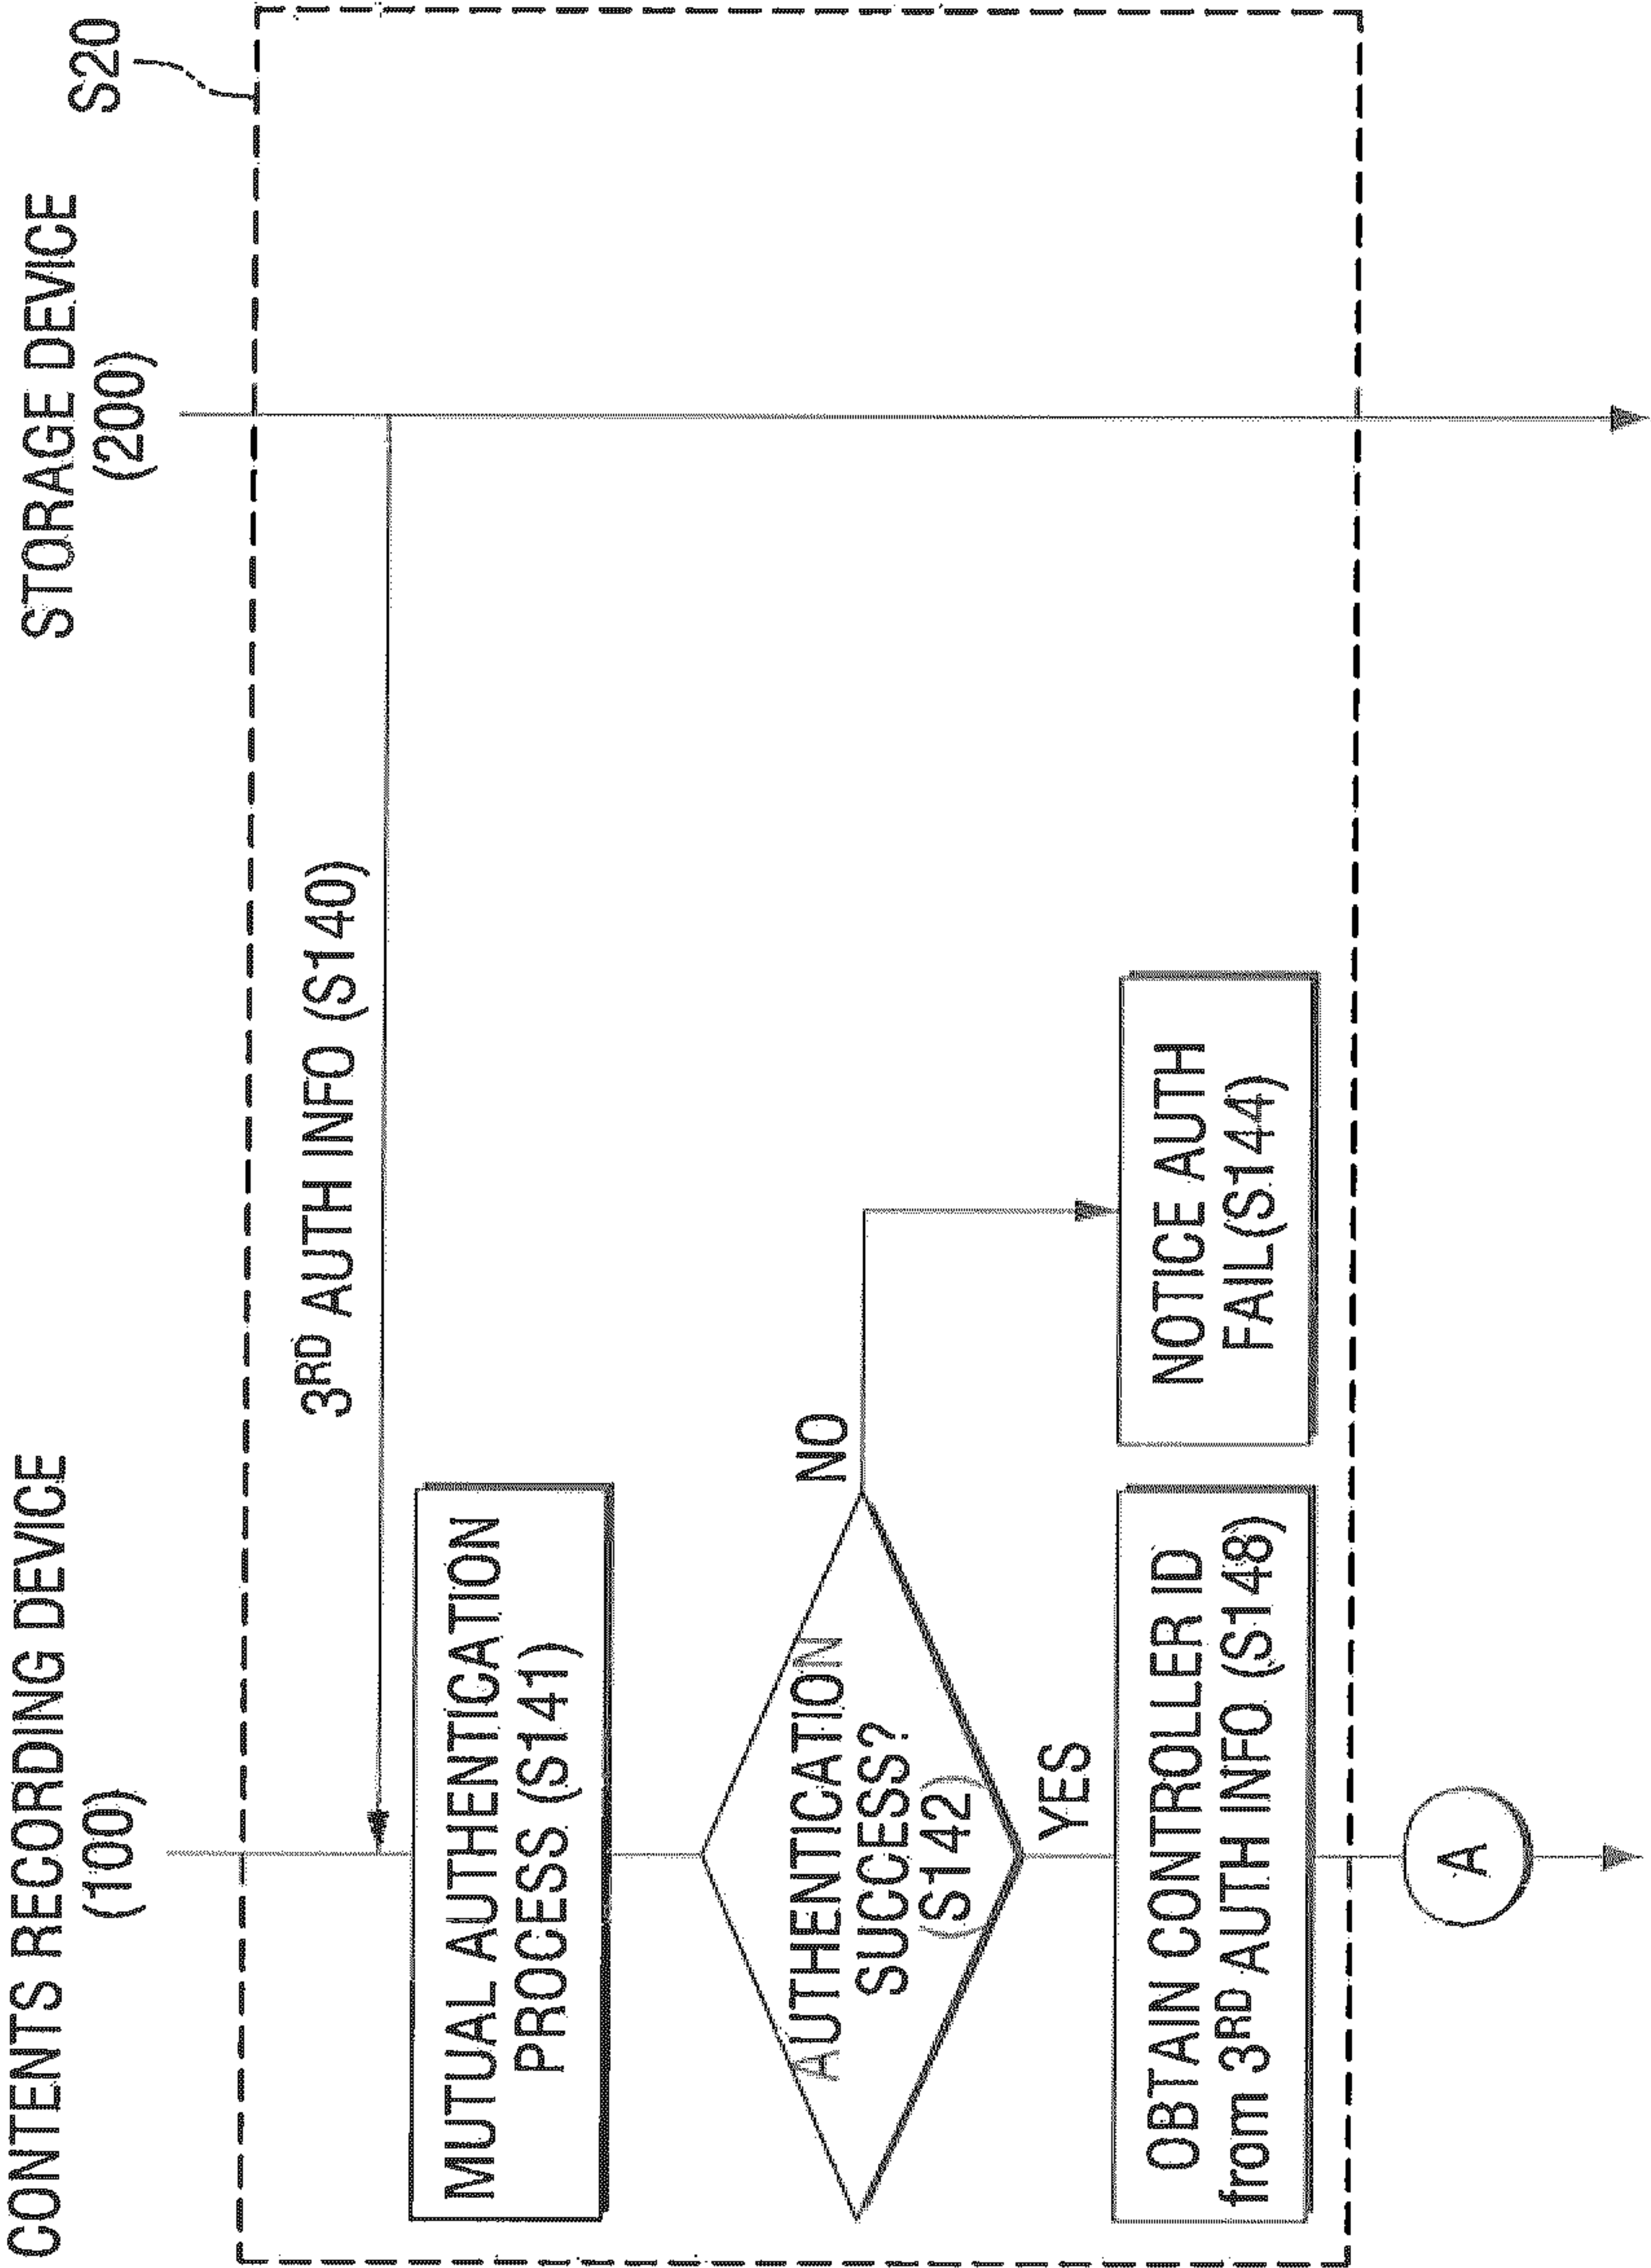 CONTENTS RECORDING DEVICE
(100)
STORAGE DEVICE
(200)
S20
3RD AUTH INFO (S140)
MUTUAL AUTHENTICATION
PROCESS (S141)
AUTHENTICATION
SUCCESS?
(S142)
NO
YES
OBTAIN CONTROLLER ID
from 3RD AUTH INFO (S148)
NOTICE AUTH
FAIL(S144)
A